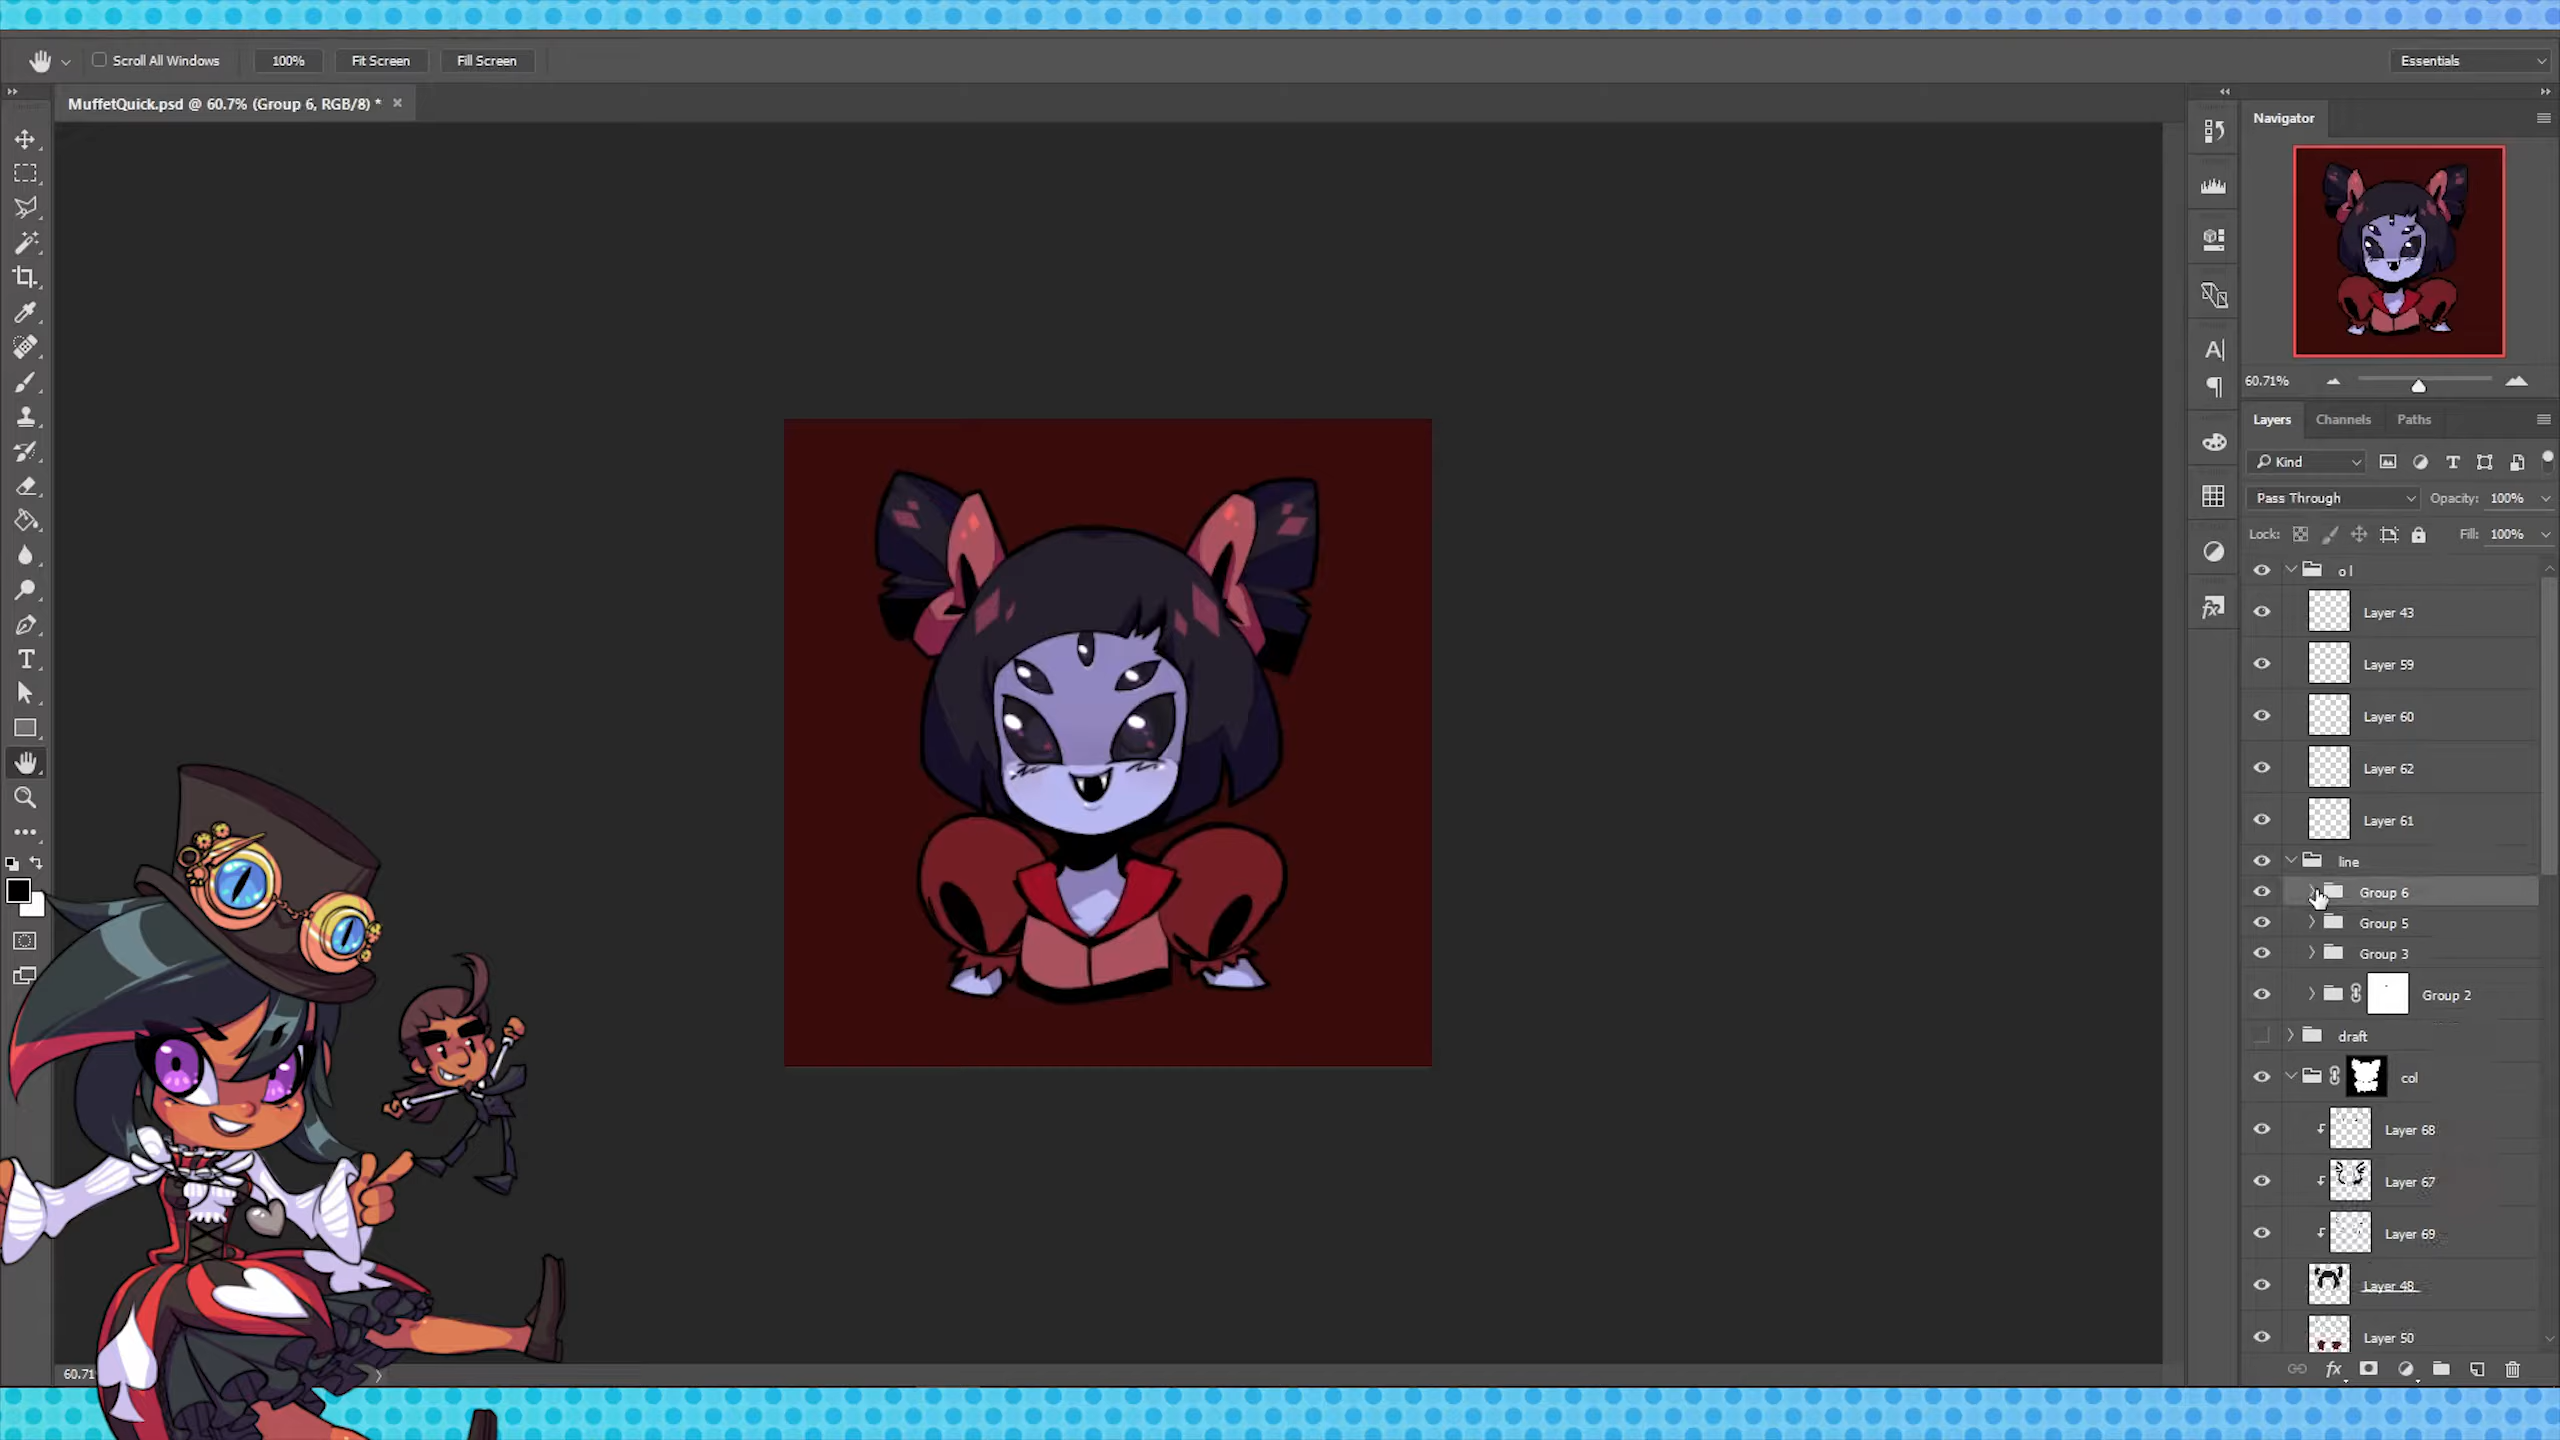 Scroll All Windows 100% Fit Screen Fill Screen Essentials
MuffetQuick.psd @ 60.7% (Group 6, RGB/8) * ×
Navigator
60.71%
Layers Channels Paths
Kind
Pass Through Opacity: 100%
Lock: Fill: 100%
o l
Layer 43
Layer 59
Layer 60
Layer 62
Layer 61
line
Group 6
Group 5
Group 3
Group 2
draft
col
Layer 68
Layer 67
Layer 69
Layer 48
Layer 50
60.71